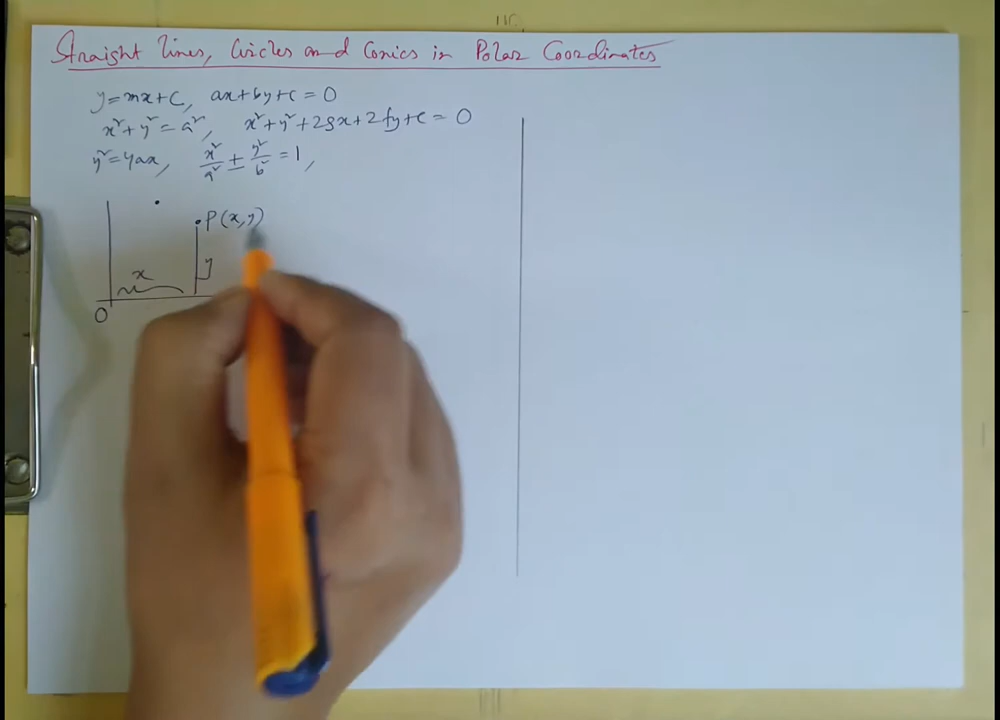 Straight lines, Circles and Conics in Polar Coordinates
y=mx+c, ax+by+c=0
x²+y²=a², x²+y²+2gx+2fy+c=0
y²=4ax, x²/a² ± y²/b² =1,
P(x,y)
y
x
O